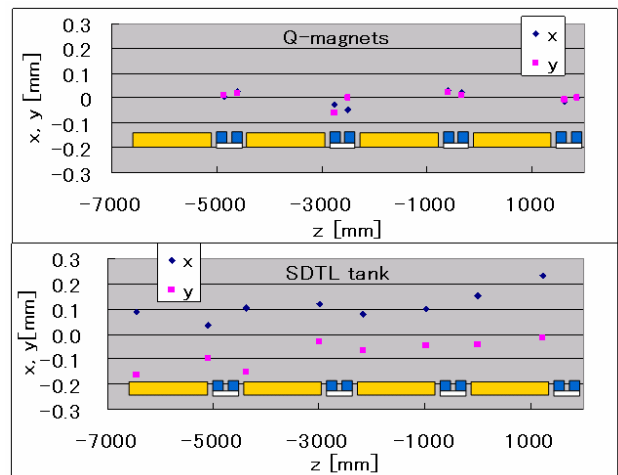 0.3
0.2
0.1
0
-0.1
-0.2
-0.3
x, y [mm]
Q-magnets
x
y
-7000 -5000 -3000 -1000 1000
z [mm]
0.3
0.2
0.1
0.0
-0.1
-0.2
-0.3
x, y[mm]
x
y
SDTL tank
-7000 -5000 -3000 -1000 1000
z [mm]